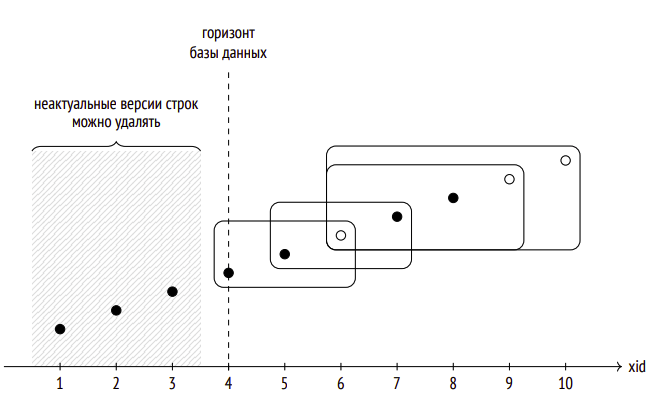 горизонт
базы данных
неактуальные версии строк
можно удалять
xid
1 2 3 4 5 6 7 8 9 10